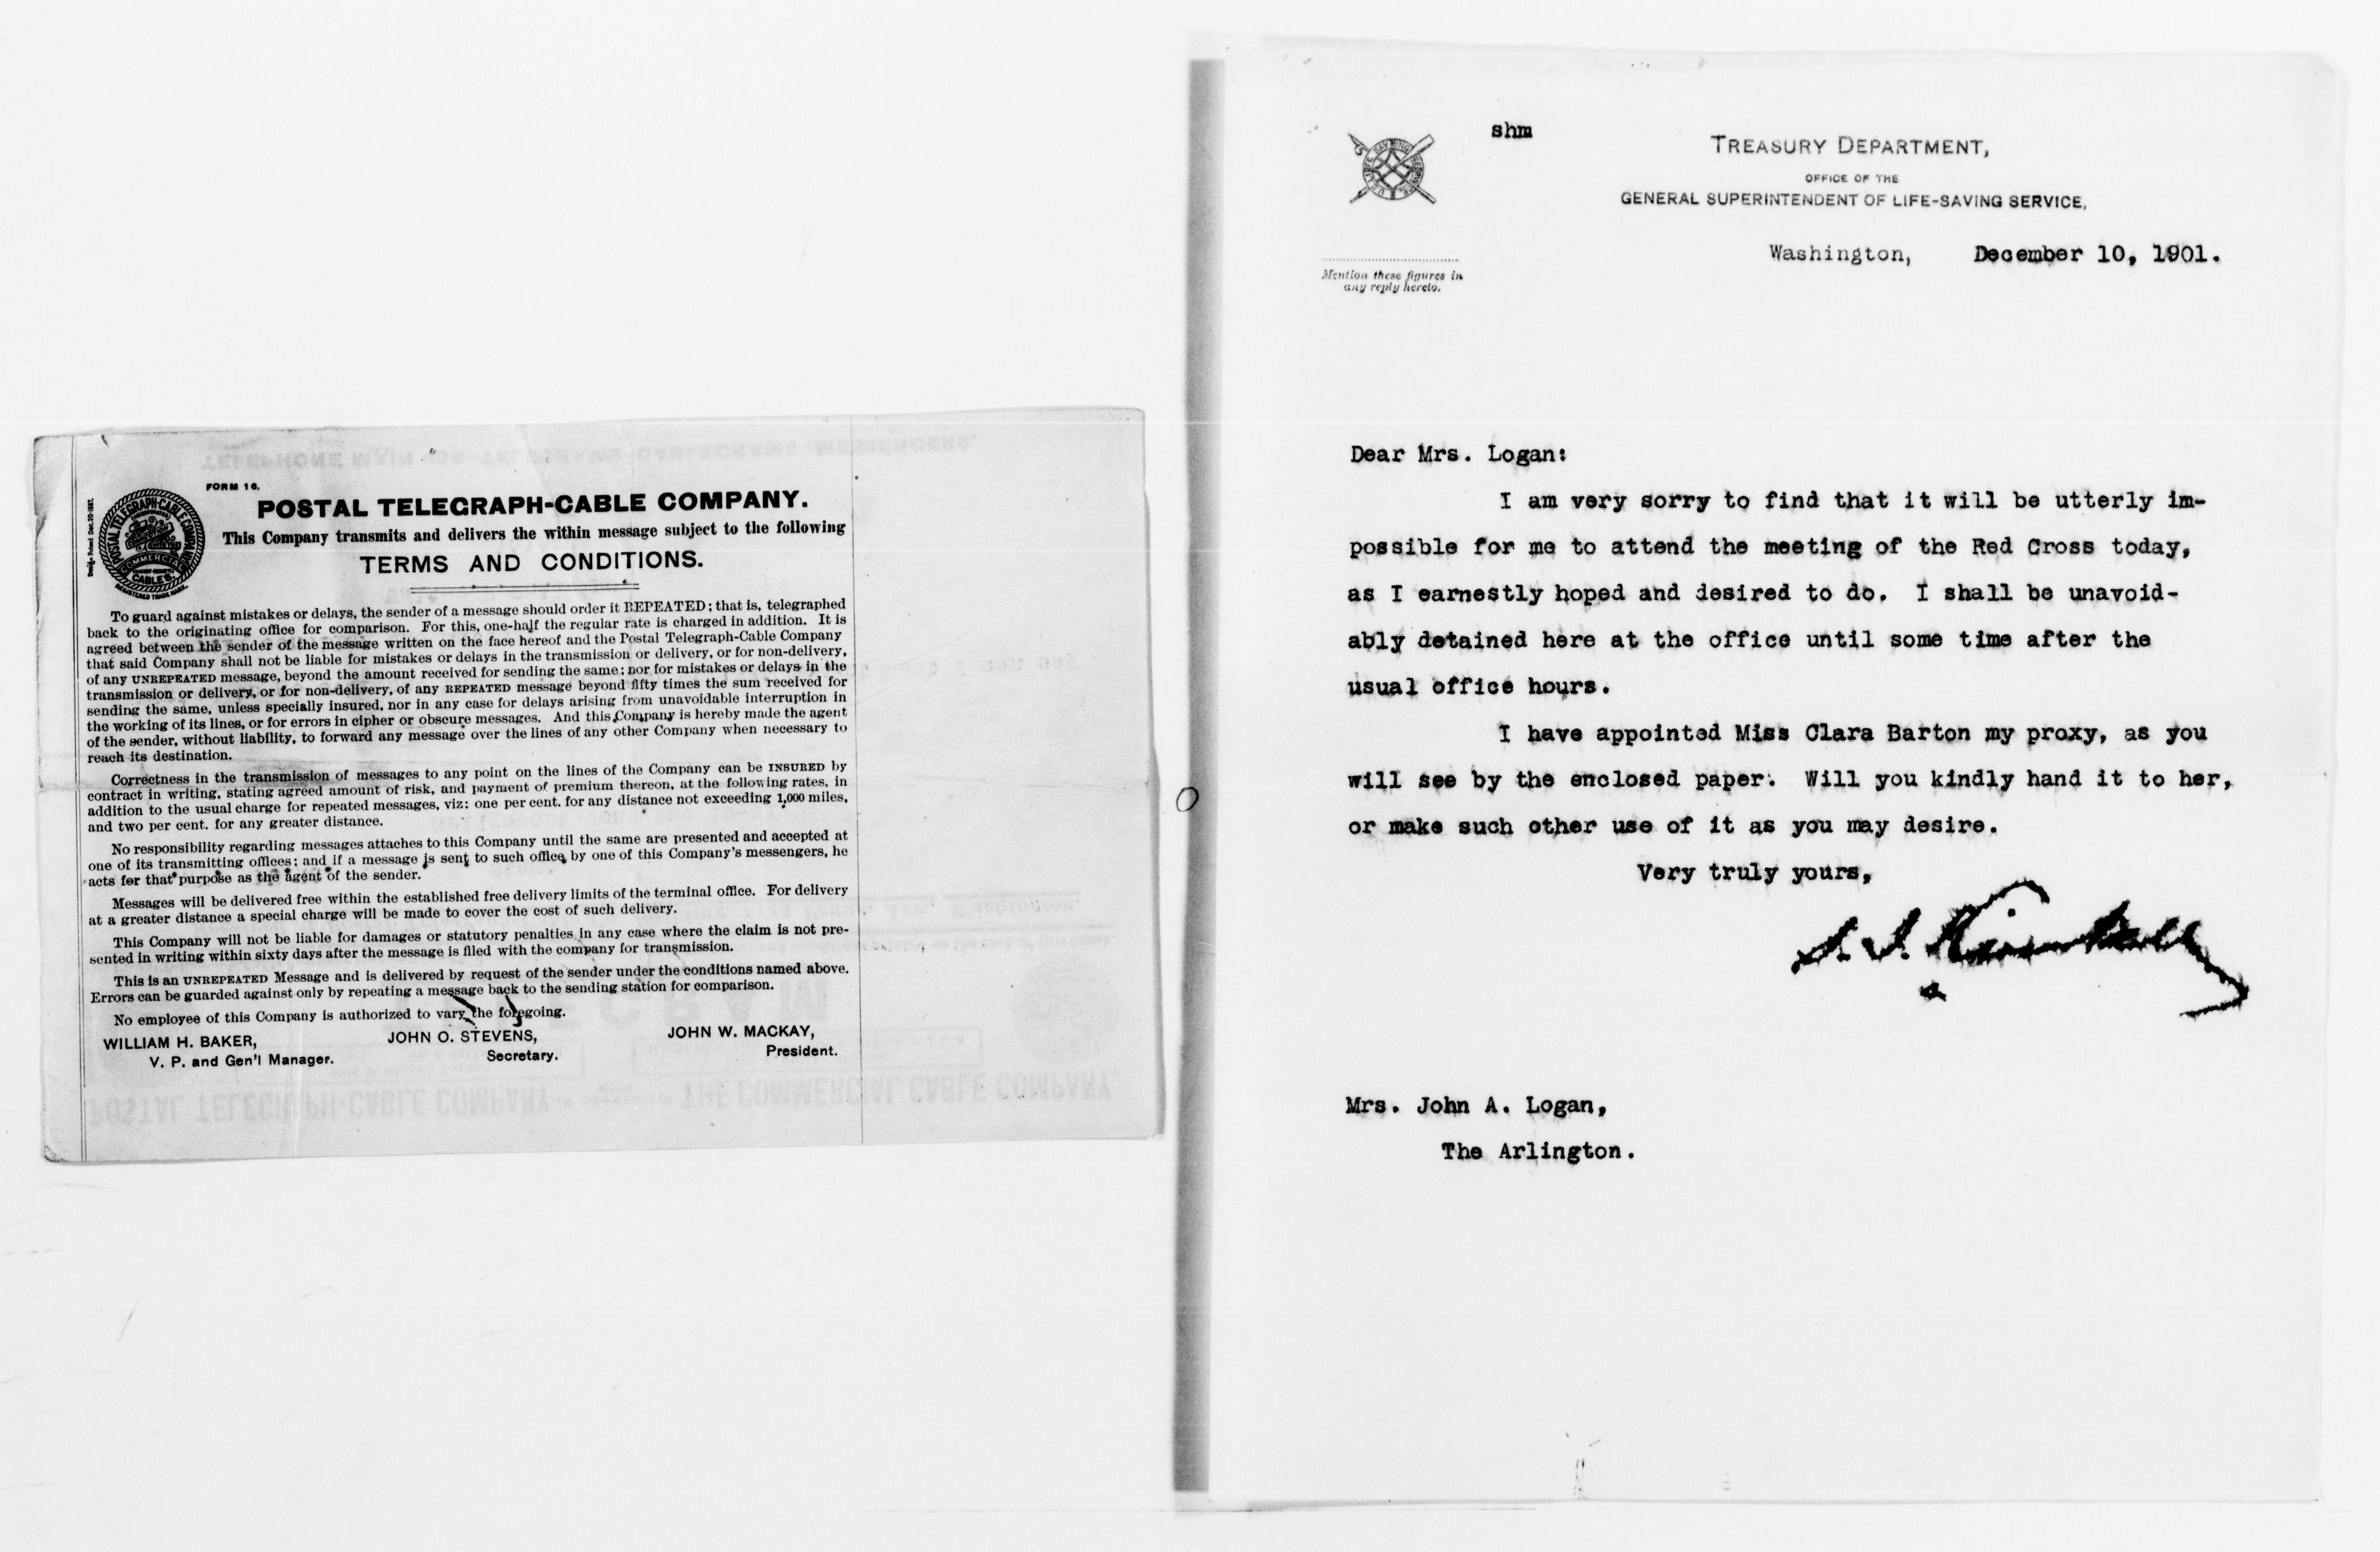 FORM 16.
POSTAL TELEGRAPH-CABLE COMPANY.
This Company transmits and delivers the within message subject to the following
TERMS AND CONDITIONS.
To guard against mistakes or delays, the sender of a message should order it REPEATED; that is, telegraphed
back to the originating office for comparison. For this, one-half the regular rate is charged in addition. It is
agreed between the sender of the message written on the face hereof and the Postal Telegraph-Cable Company
that said Company shall not be liable for mistakes or delays in the transmission or delivery, or for non-delivery,
of any UNREPEATED message, beyond the amount received for sending the same; nor for mistakes or delays in the
transmission or delivery, or for non-delivery, of any REPEATED message beyond fifty times the sum received for
sending the same, unless specially insured, nor in any case for delays arising from unavoidable interruption in
the working of its lines, or for errors in cipher or obscure messages. And this Company is hereby made the agent
of the sender, without liability, to forward any message over the lines of any other Company when necessary to
reach its destination.
Correctness in the transmission of messages to any point on the lines of the Company can be INSURED by
contract in writing, stating agreed amount of risk, and payment of premium thereon, at the following rates, in
addition to the usual charge for repeated messages, viz: one per cent. for any distance not exceeding 1,000 miles,
and two per cent. for any greater distance.
No responsibility regarding messages attaches to this Company until the same are presented and accepted at
one of its transmitting offices; and if a message is sent to such office by one of this Company's messengers, he
acts for that purpose as the agent of the sender.
Messages will be delivered free within the established free delivery limits of the terminal office. For delivery
at a greater distance a special charge will be made to cover the cost of such delivery.
This Company will not be liable for damages or statutory penalties in any case where the claim is not pre-
sented in writing within sixty days after the message is filed with the company for transmission.
This is an UNREPEATED Message and is delivered by request of the sender under the conditions named above.
Errors can be guarded against only by repeating a message back to the sending station for comparison.
No employee of this Company is authorized to vary the foregoing.
WILLIAM H. BAKER, JOHN O. STEVENS, JOHN W. MACKAY,
V. P. and Gen'l Manager. Secretary. President.
shm
TREASURY DEPARTMENT,
OFFICE OF THE
GENERAL SUPERINTENDENT OF LIFE-SAVING SERVICE,
Washington, December 10, 1901.
Mention these figures in
any reply hereto.
Dear Mrs. Logan:
I am very sorry to find that it will be utterly im-
possible for me to attend the meeting of the Red Cross today,
as I earnestly hoped and desired to do. I shall be unavoid-
ably detained here at the office until some time after the
usual office hours.
I have appointed Miss Clara Barton my proxy, as you
will see by the enclosed paper. Will you kindly hand it to her,
or make such other use of it as you may desire.
Very truly yours,
S. I. Kimball
Mrs. John A. Logan,
The Arlington.